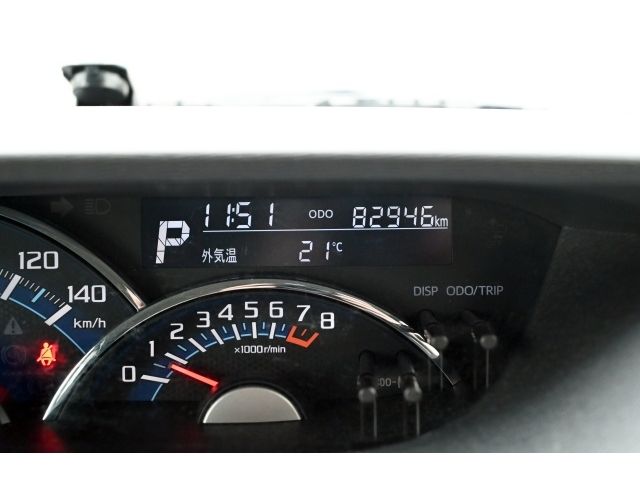 11:51 ODO 82946km
P
外気温 21℃
DISP ODO/TRIP
120
140
km/h
0 1 2 3 4 5 6 7 8
×1000r/min